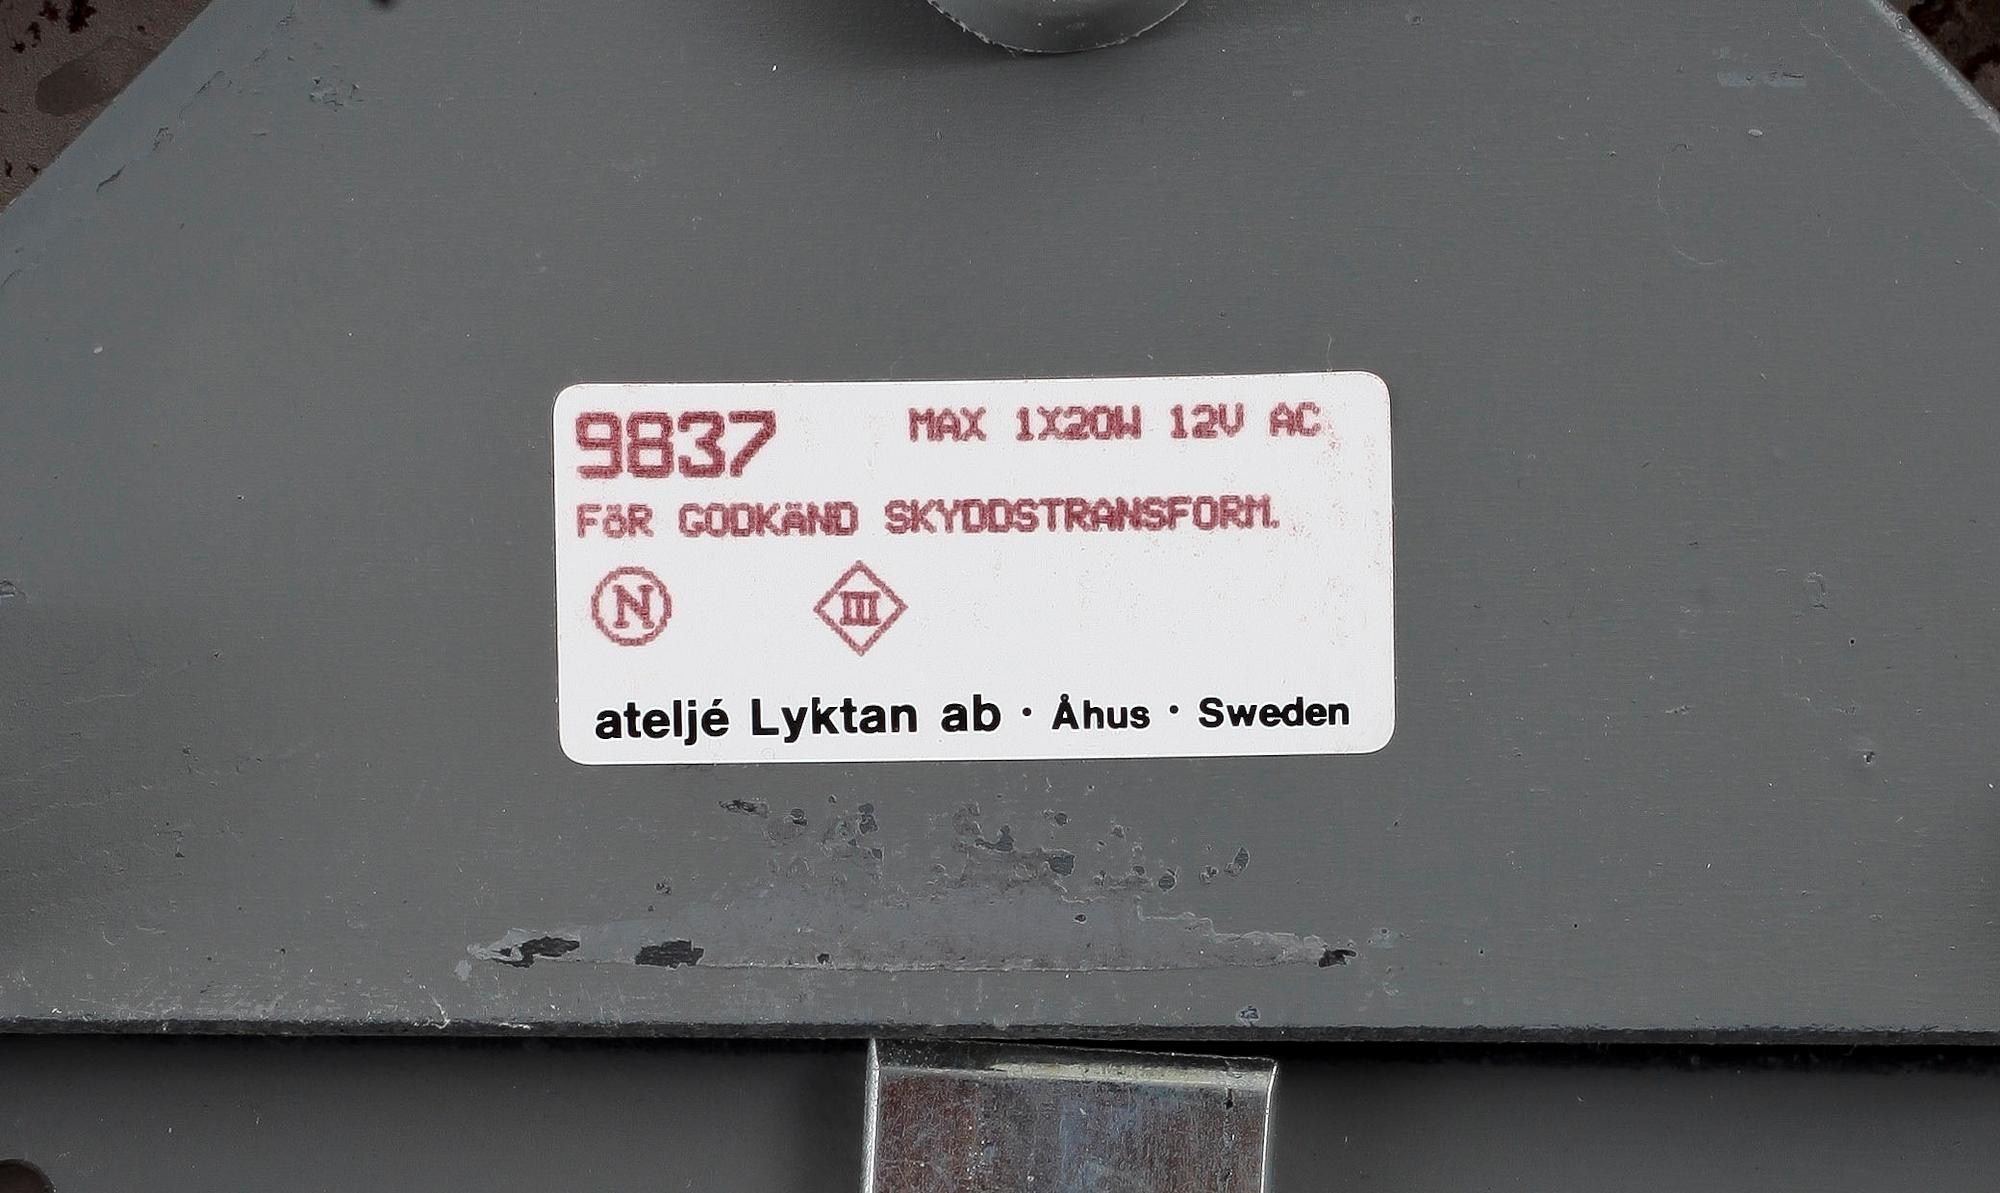 9837 MAX 1X20W 12V AC
FöR GODKäND SKYDDSTRANSFORM.
N III
ateljé Lyktan ab · Åhus · Sweden